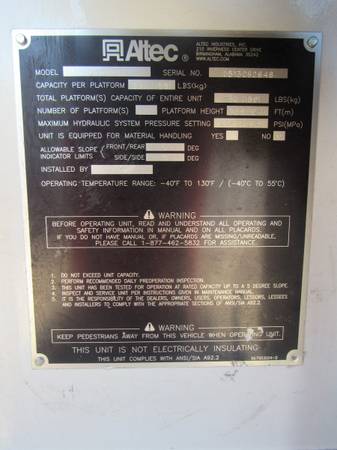 Altec
ALTEC INDUSTRIES, INC.
210 INVERNESS CENTER DRIVE
BIRMINGHAM, ALABAMA 35242
WWW.ALTEC.COM
MODEL SERIAL NO.
CAPACITY PER PLATFORM LBS(kg)
TOTAL PLATFORM(S) CAPACITY OF ENTIRE UNIT LBS(kg)
NUMBER OF PLATFORM(S) PLATFORM HEIGHT FT(m)
MAXIMUM HYDRAULIC SYSTEM PRESSURE SETTING PSI(MPa)
UNIT IS EQUIPPED FOR MATERIAL HANDLING YES NO
ALLOWABLE SLOPE FRONT/REAR DEG
INDICATOR LIMITS SIDE/SIDE DEG
INSTALLED BY
OPERATING TEMPERATURE RANGE: -40°F TO 130°F / (-40°C TO 55°C)
WARNING
BEFORE OPERATING UNIT, READ AND UNDERSTAND ALL OPERATING AND
SAFETY INFORMATION IN MANUAL AND ON ALL PLACARDS.
IF YOU DO NOT HAVE MANUAL OR, IF PLACARDS ARE MISSING/UNREADABLE,
PLEASE CALL 1-877-462-5832 FOR ASSISTANCE.
1. DO NOT EXCEED UNIT CAPACITY.
2. PERFORM RECOMMENDED DAILY PREOPERATION INSPECTION.
3. THIS UNIT HAS BEEN TESTED FOR OPERATION AT RATED CAPACITY UP TO A 5 DEGREE SLOPE.
4. INSPECT AND SERVICE UNIT PER INSTRUCTIONS GIVEN IN MAINTENANCE MANUAL.
5. IT IS THE RESPONSIBILITY OF THE DEALERS, OWNERS, USERS, OPERATORS, LESSORS, LESSEES
AND INSTALLERS TO COMPLY WITH THE APPROPRIATE SECTIONS OF ANSI/SIA A92.2.
WARNING
KEEP PEDESTRIANS AWAY FROM THIS VEHICLE WHEN OPERATING UNIT.
THIS UNIT IS NOT ELECTRICALLY INSULATING
THIS UNIT COMPLIES WITH ANSI/SIA A92.2